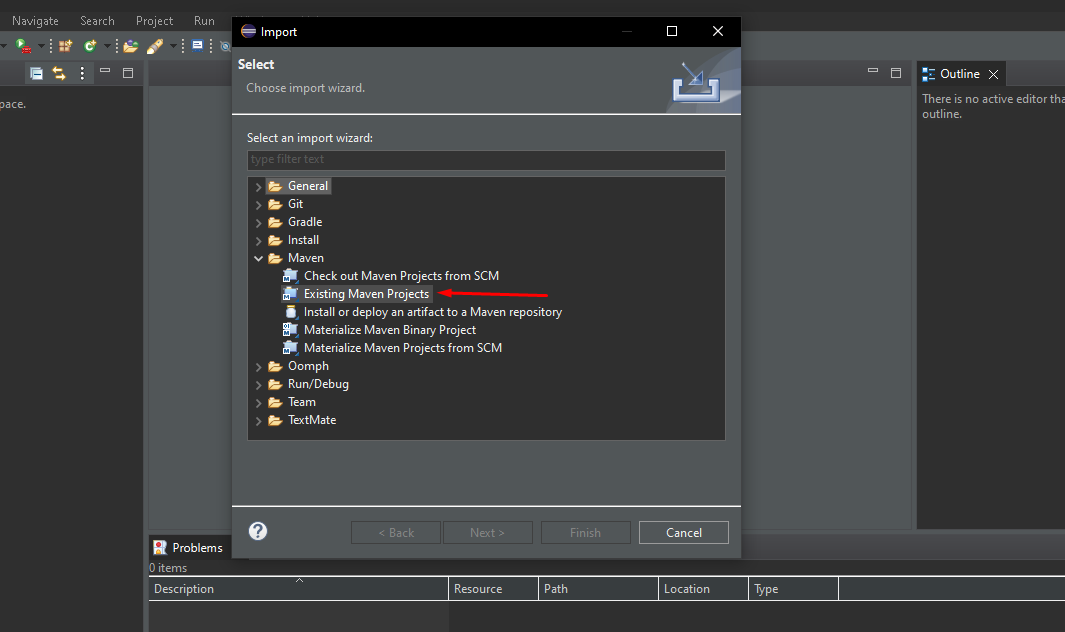 Navigate Search Project Run
Import
Select
Choose import wizard.
pace.
Outline
There is no active editor tha
outline.
Select an import wizard:
type filter text
General
Git
Gradle
Install
Maven
Check out Maven Projects from SCM
Existing Maven Projects
Install or deploy an artifact to a Maven repository
Materialize Maven Binary Project
Materialize Maven Projects from SCM
Oomph
Run/Debug
Team
TextMate
?
< Back Next > Finish Cancel
Problems
0 items
Description Resource Path Location Type